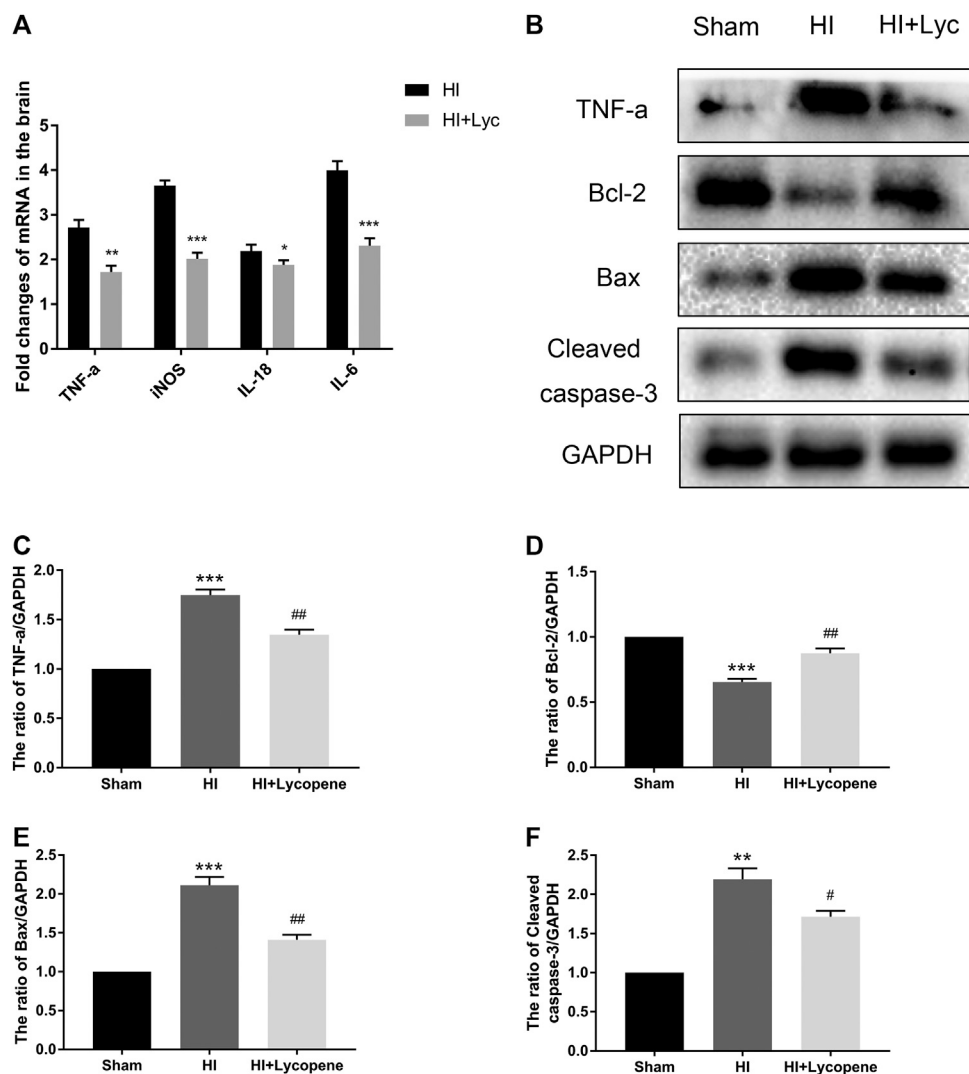 A
HI
HI+Lyc
Fold changes of mRNA in the brain
5
4
3
2
1
0
** *** * ***
TNF-a iNOS IL-18 IL-6
B
Sham HI HI+Lyc
TNF-a
Bcl-2
Bax
Cleaved
caspase-3
GAPDH
C
The ratio of TNF-a/GAPDH
2.0
1.5
1.0
0.5
0.0
***
##
Sham HI HI+Lycopene
D
The ratio of Bcl-2/GAPDH
1.5
1.0
0.5
0.0
***
##
Sham HI HI+Lycopene
E
The ratio of Bax/GAPDH
2.5
2.0
1.5
1.0
0.5
0.0
***
##
Sham HI HI+Lycopene
F
The ratio of Cleaved
caspase-3/GAPDH
2.5
2.0
1.5
1.0
0.5
0.0
**
#
Sham HI HI+Lycopene